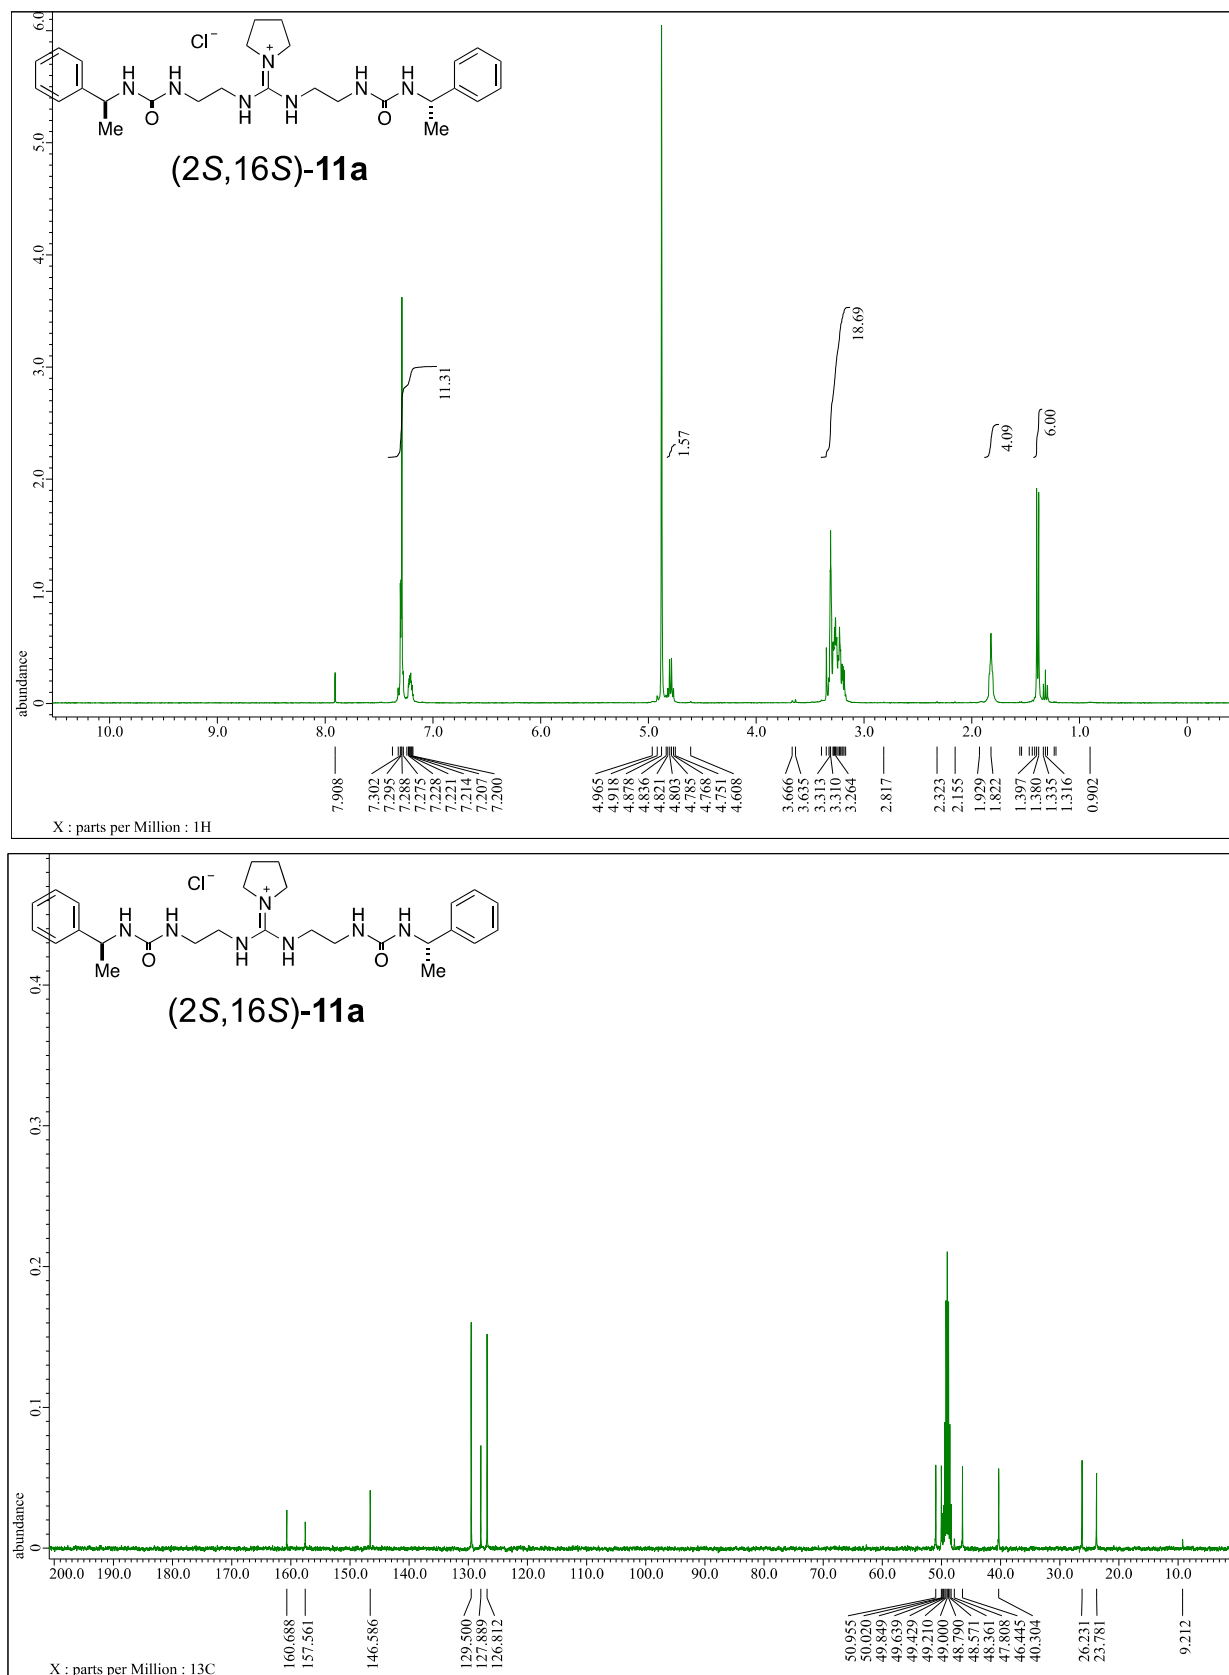 6.0
5.0
4.0
3.0
2.0
1.0
0
abundance
Cl⁻
N⁺
H H H H
N N N N
O N N O
H H
Me Me
(2S,16S)-11a
11.31
1.57
18.69
4.09
6.00
10.0 9.0 8.0 7.0 6.0 5.0 4.0 3.0 2.0 1.0 0
7.908 7.302 7.295 7.288 7.275 7.228 7.221 7.214 7.207 7.200 4.965 4.918 4.878 4.836 4.821 4.803 4.785 4.768 4.751 4.608 3.666 3.635 3.313 3.310 3.264 2.817 2.323 2.155 1.929 1.822 1.397 1.380 1.335 1.316 0.902
X : parts per Million : 1H
0.4
0.3
0.2
0.1
0
abundance
Cl⁻
N⁺
H H H H
N N N N
O N N O
H H
Me Me
(2S,16S)-11a
200.0 190.0 180.0 170.0 160.0 150.0 140.0 130.0 120.0 110.0 100.0 90.0 80.0 70.0 60.0 50.0 40.0 30.0 20.0 10.0
160.688 157.561 146.586 129.500 127.889 126.812 50.955 50.020 49.849 49.639 49.429 49.210 49.000 48.790 48.571 48.361 47.808 46.445 40.304 26.231 23.781 9.212
X : parts per Million : 13C